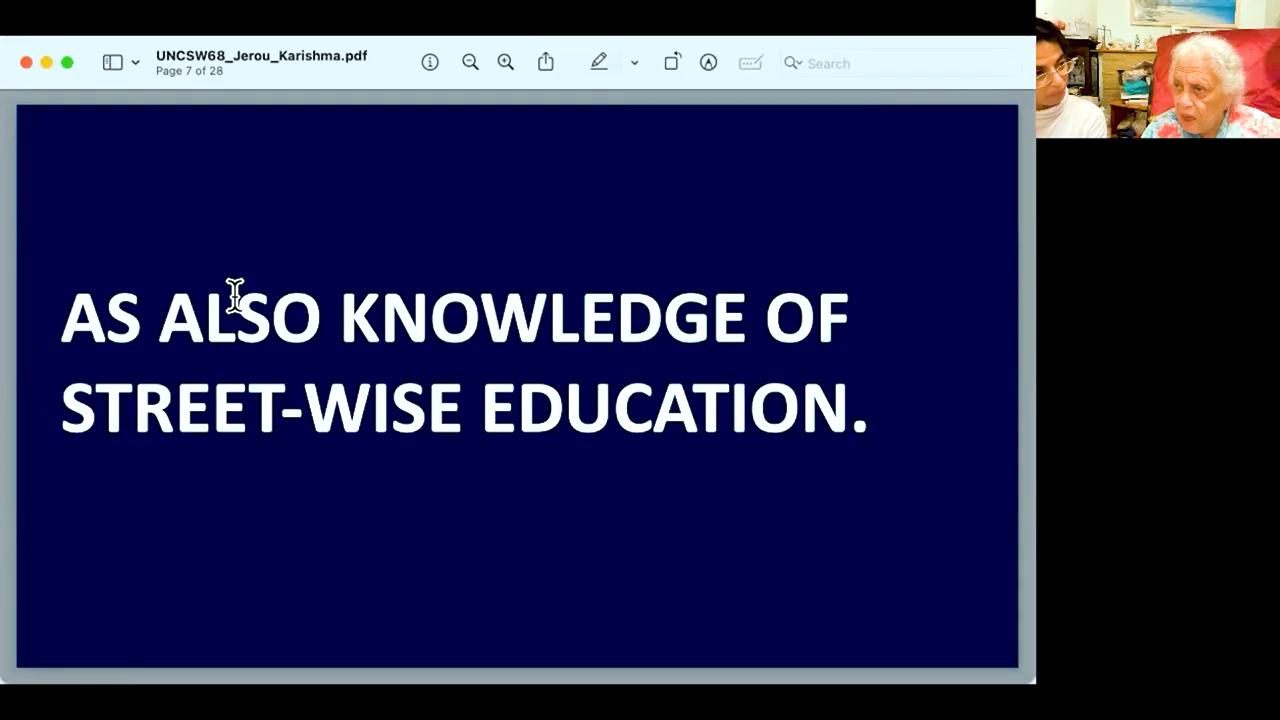 UNCSW68_Jerou_Karishma.pdf
Page 7 of 28
Search
AS ALSO KNOWLEDGE OF
STREET-WISE EDUCATION.